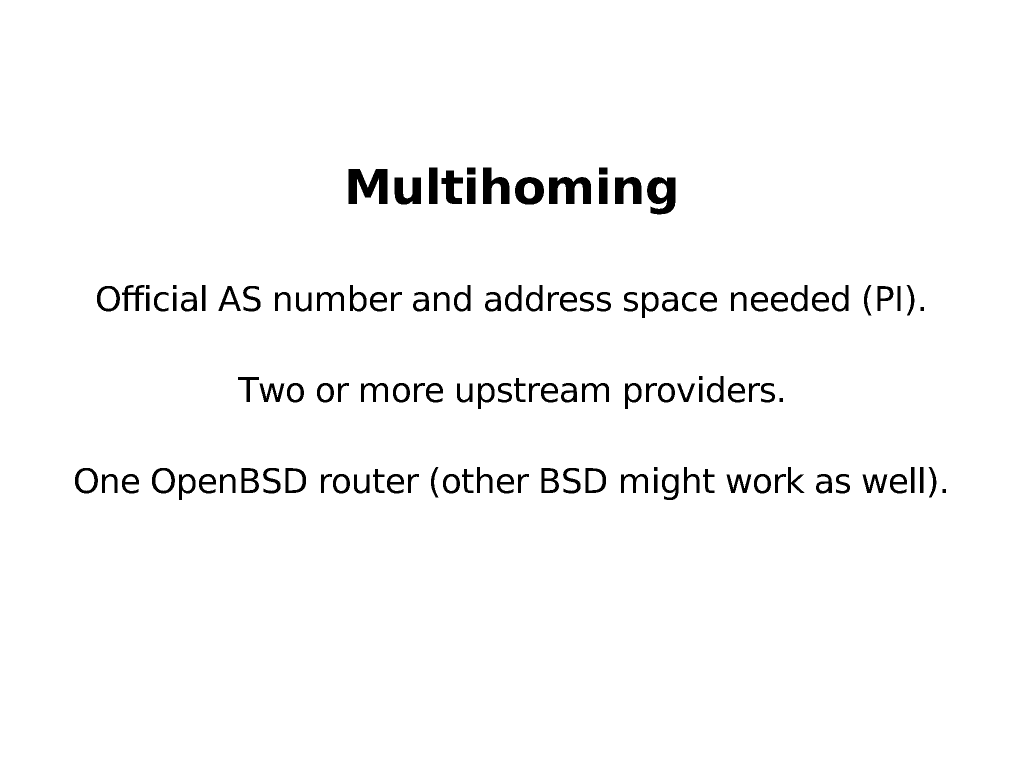 Multihoming
Official AS number and address space needed (PI).
Two or more upstream providers.
One OpenBSD router (other BSD might work as well).